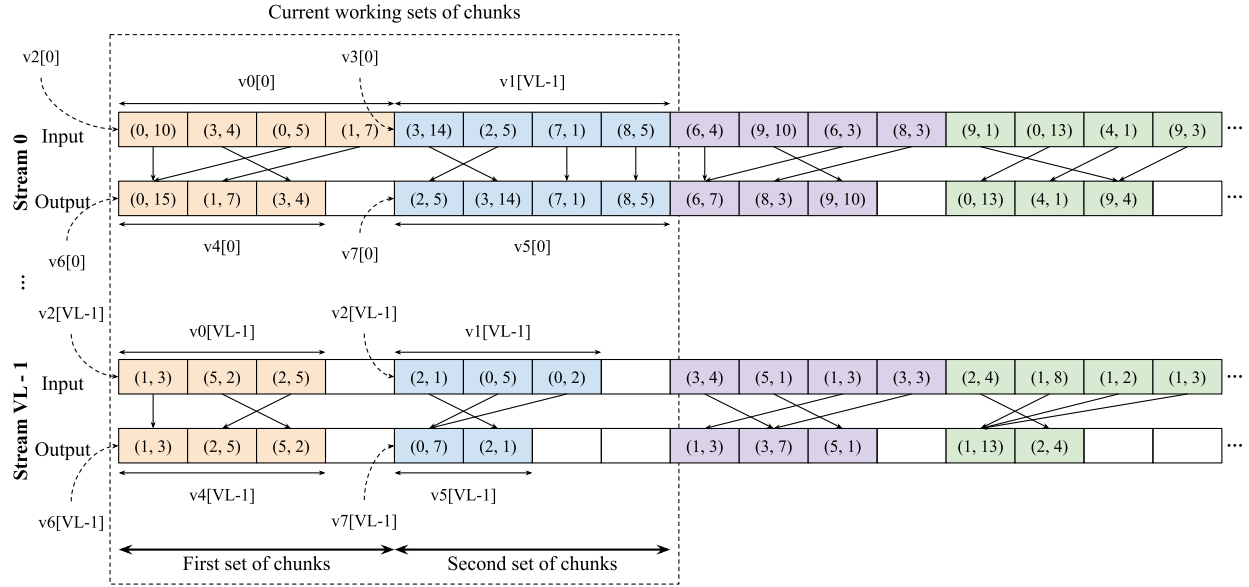 Current working sets of chunks
v2[0]
v3[0]
v0[0]
v1[VL-1]
Stream 0
Input
(0, 10) (3, 4) (0, 5) (1, 7) (3, 14) (2, 5) (7, 1) (8, 5) (6, 4) (9, 10) (6, 3) (8, 3) (9, 1) (0, 13) (4, 1) (9, 3) ...
Output
(0, 15) (1, 7) (3, 4) (2, 5) (3, 14) (7, 1) (8, 5) (6, 7) (8, 3) (9, 10) (0, 13) (4, 1) (9, 4) ...
v4[0]
v5[0]
v6[0]
v7[0]
...
v2[VL-1]
v2[VL-1]
v0[VL-1]
v1[VL-1]
Stream VL - 1
Input
(1, 3) (5, 2) (2, 5) (2, 1) (0, 5) (0, 2) (3, 4) (5, 1) (1, 3) (3, 3) (2, 4) (1, 8) (1, 2) (1, 3) ...
Output
(1, 3) (2, 5) (5, 2) (0, 7) (2, 1) (1, 3) (3, 7) (5, 1) (1, 13) (2, 4) ...
v4[VL-1]
v5[VL-1]
v6[VL-1]
v7[VL-1]
First set of chunks
Second set of chunks